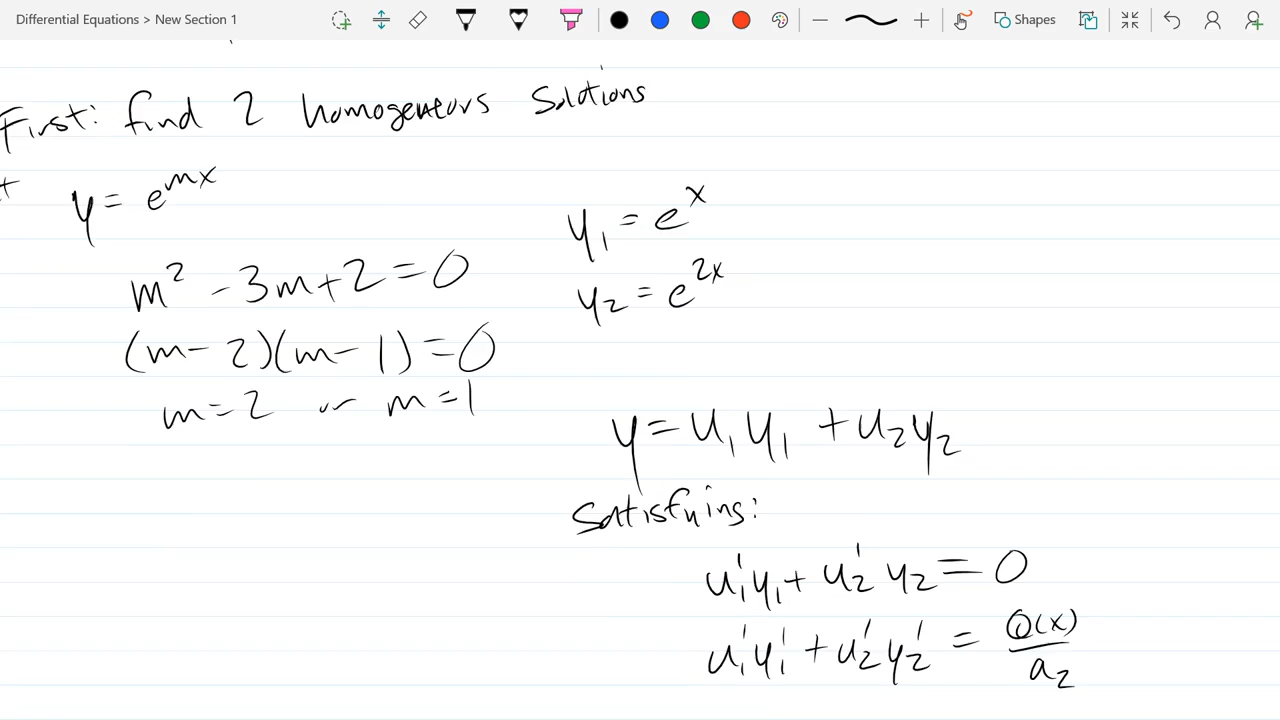 Differential Equations > New Section 1
Shapes
First: find 2 homogeneous solutions
y = e^{mx}
m² - 3m + 2 = 0
(m - 2)(m - 1) = 0
m = 2 or m = 1
y₁ = e^x
y₂ = e^{2x}
y = u₁y₁ + u₂y₂
Satisfying:
u₁'y₁ + u₂'y₂ = 0
u₁'y₁' + u₂'y₂' = Q(x)/a₂